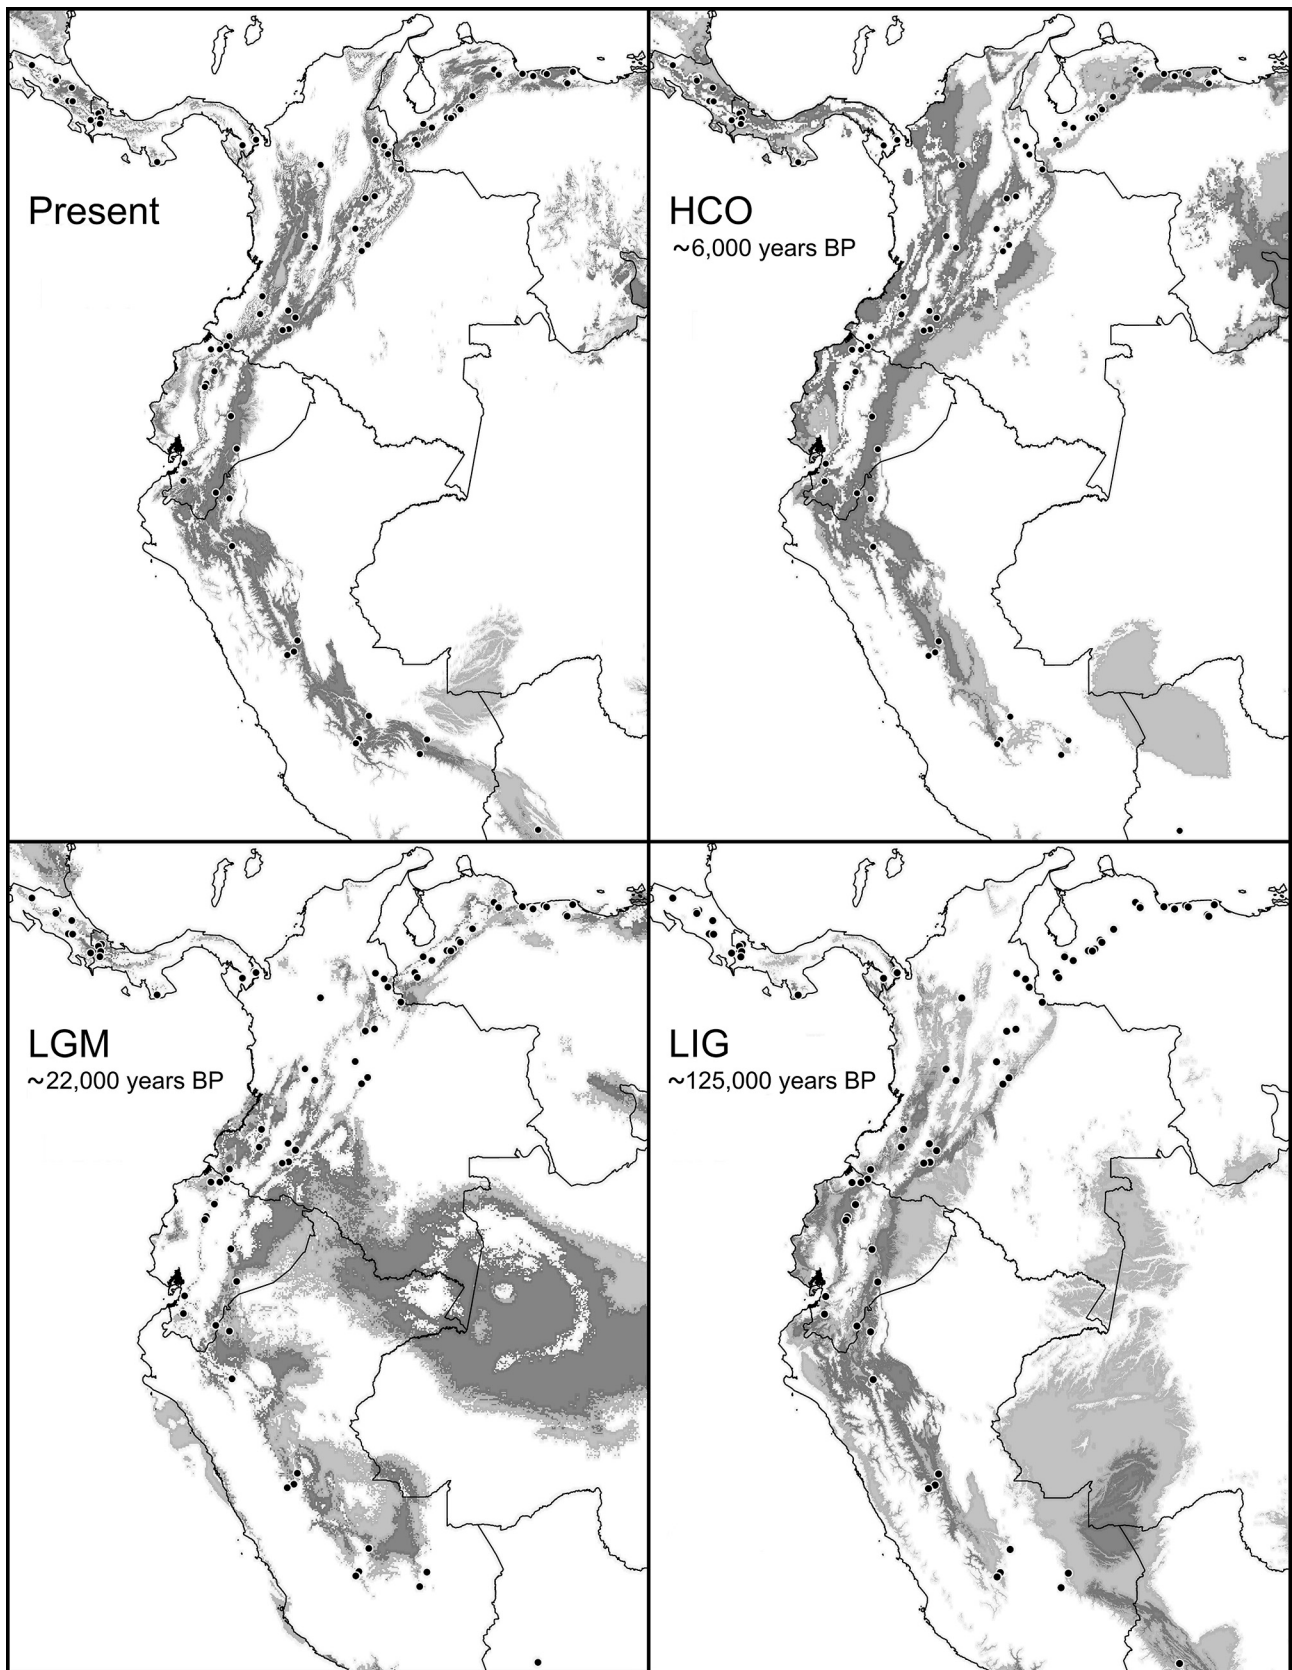 Present
HCO
~6,000 years BP
LGM
~22,000 years BP
LIG
~125,000 years BP